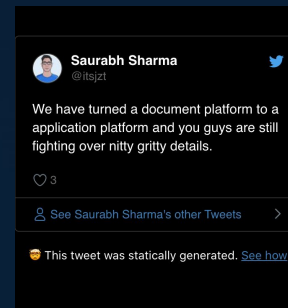 Saurabh Sharma
@itsjzt
We have turned a document platform to a
application platform and you guys are still
fighting over nitty gritty details.
3
See Saurabh Sharma's other Tweets
🤯 This tweet was statically generated. See how